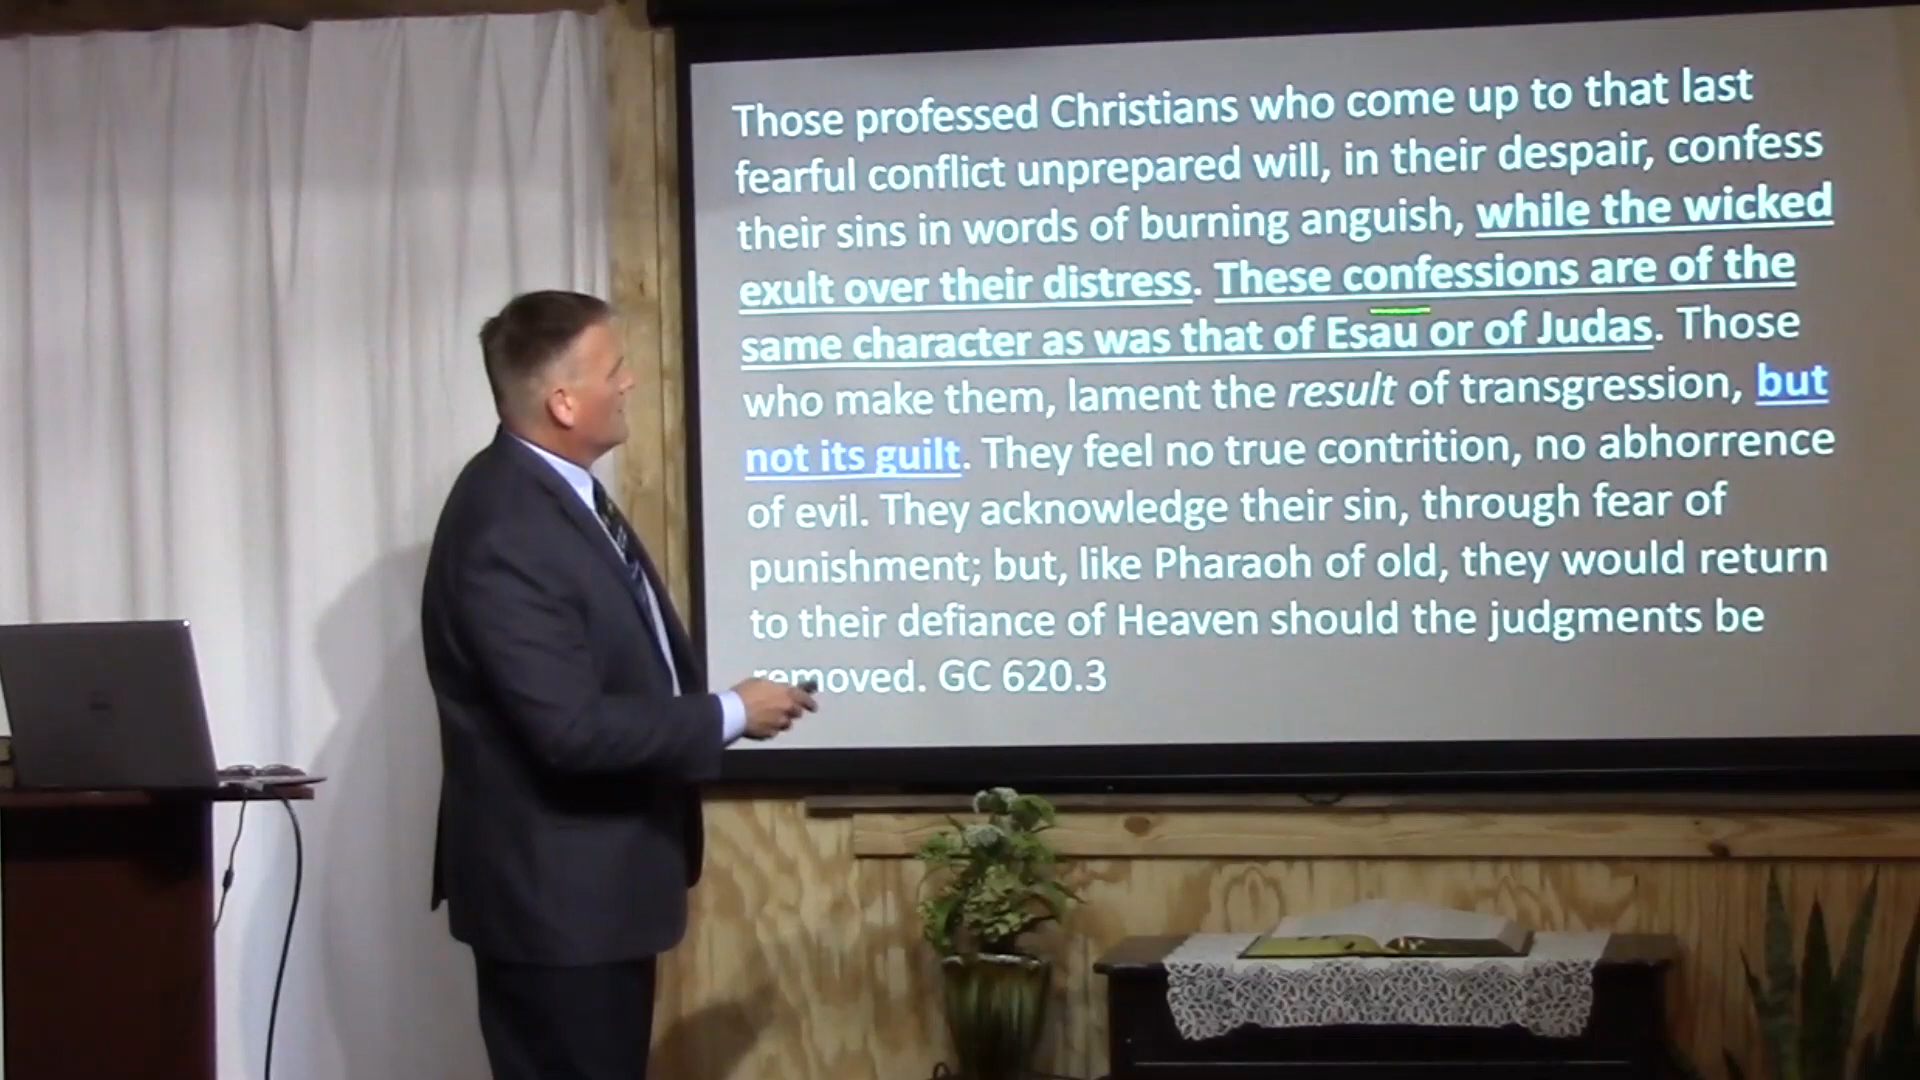 Those professed Christians who come up to that last
fearful conflict unprepared will, in their despair, confess
their sins in words of burning anguish, while the wicked
exult over their distress. These confessions are of the
same character as was that of Esau or of Judas. Those
who make them, lament the result of transgression, but
not its guilt. They feel no true contrition, no abhorrence
of evil. They acknowledge their sin, through fear of
punishment; but, like Pharaoh of old, they would return
to their defiance of Heaven should the judgments be
removed. GC 620.3